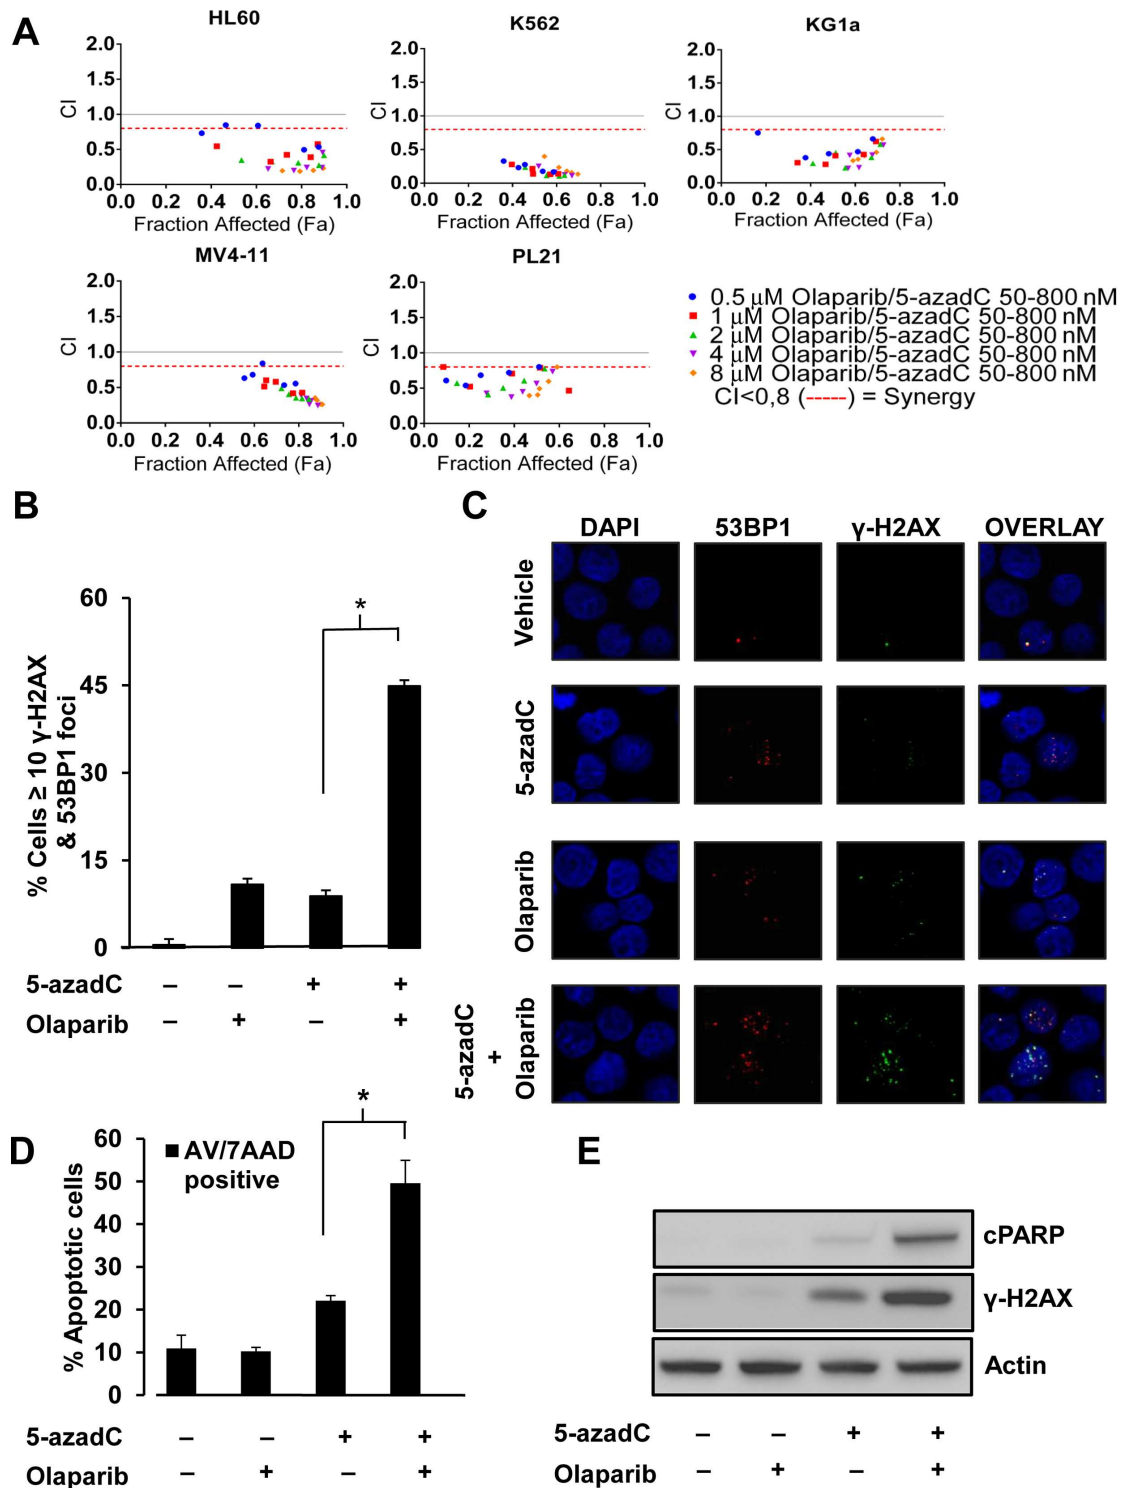 A
HL60
2.0
1.5
1.0
0.5
0.0
CI
0.0 0.2 0.4 0.6 0.8 1.0
Fraction Affected (Fa)
K562
2.0
1.5
1.0
0.5
0.0
CI
0.0 0.2 0.4 0.6 0.8 1.0
Fraction Affected (Fa)
KG1a
2.0
1.5
1.0
0.5
0.0
CI
0.0 0.2 0.4 0.6 0.8 1.0
Fraction Affected (Fa)
MV4-11
2.0
1.5
1.0
0.5
0.0
CI
0.0 0.2 0.4 0.6 0.8 1.0
Fraction Affected (Fa)
PL21
2.0
1.5
1.0
0.5
0.0
CI
0.0 0.2 0.4 0.6 0.8 1.0
Fraction Affected (Fa)
0.5 μM Olaparib/5-azadC 50-800 nM
1 μM Olaparib/5-azadC 50-800 nM
2 μM Olaparib/5-azadC 50-800 nM
4 μM Olaparib/5-azadC 50-800 nM
8 μM Olaparib/5-azadC 50-800 nM
CI<0,8 (-----) = Synergy
B
% Cells ≥ 10 γ-H2AX
& 53BP1 foci
60
45
30
15
0
*
5-azadC – – + +
Olaparib – + – +
C
DAPI 53BP1 γ-H2AX OVERLAY
Vehicle
5-azadC
Olaparib
5-azadC
+
Olaparib
D
% Apoptotic cells
60
50
40
30
20
10
0
AV/7AAD
positive
*
5-azadC – – + +
Olaparib – + – +
E
cPARP
γ-H2AX
Actin
5-azadC – – + +
Olaparib – + – +